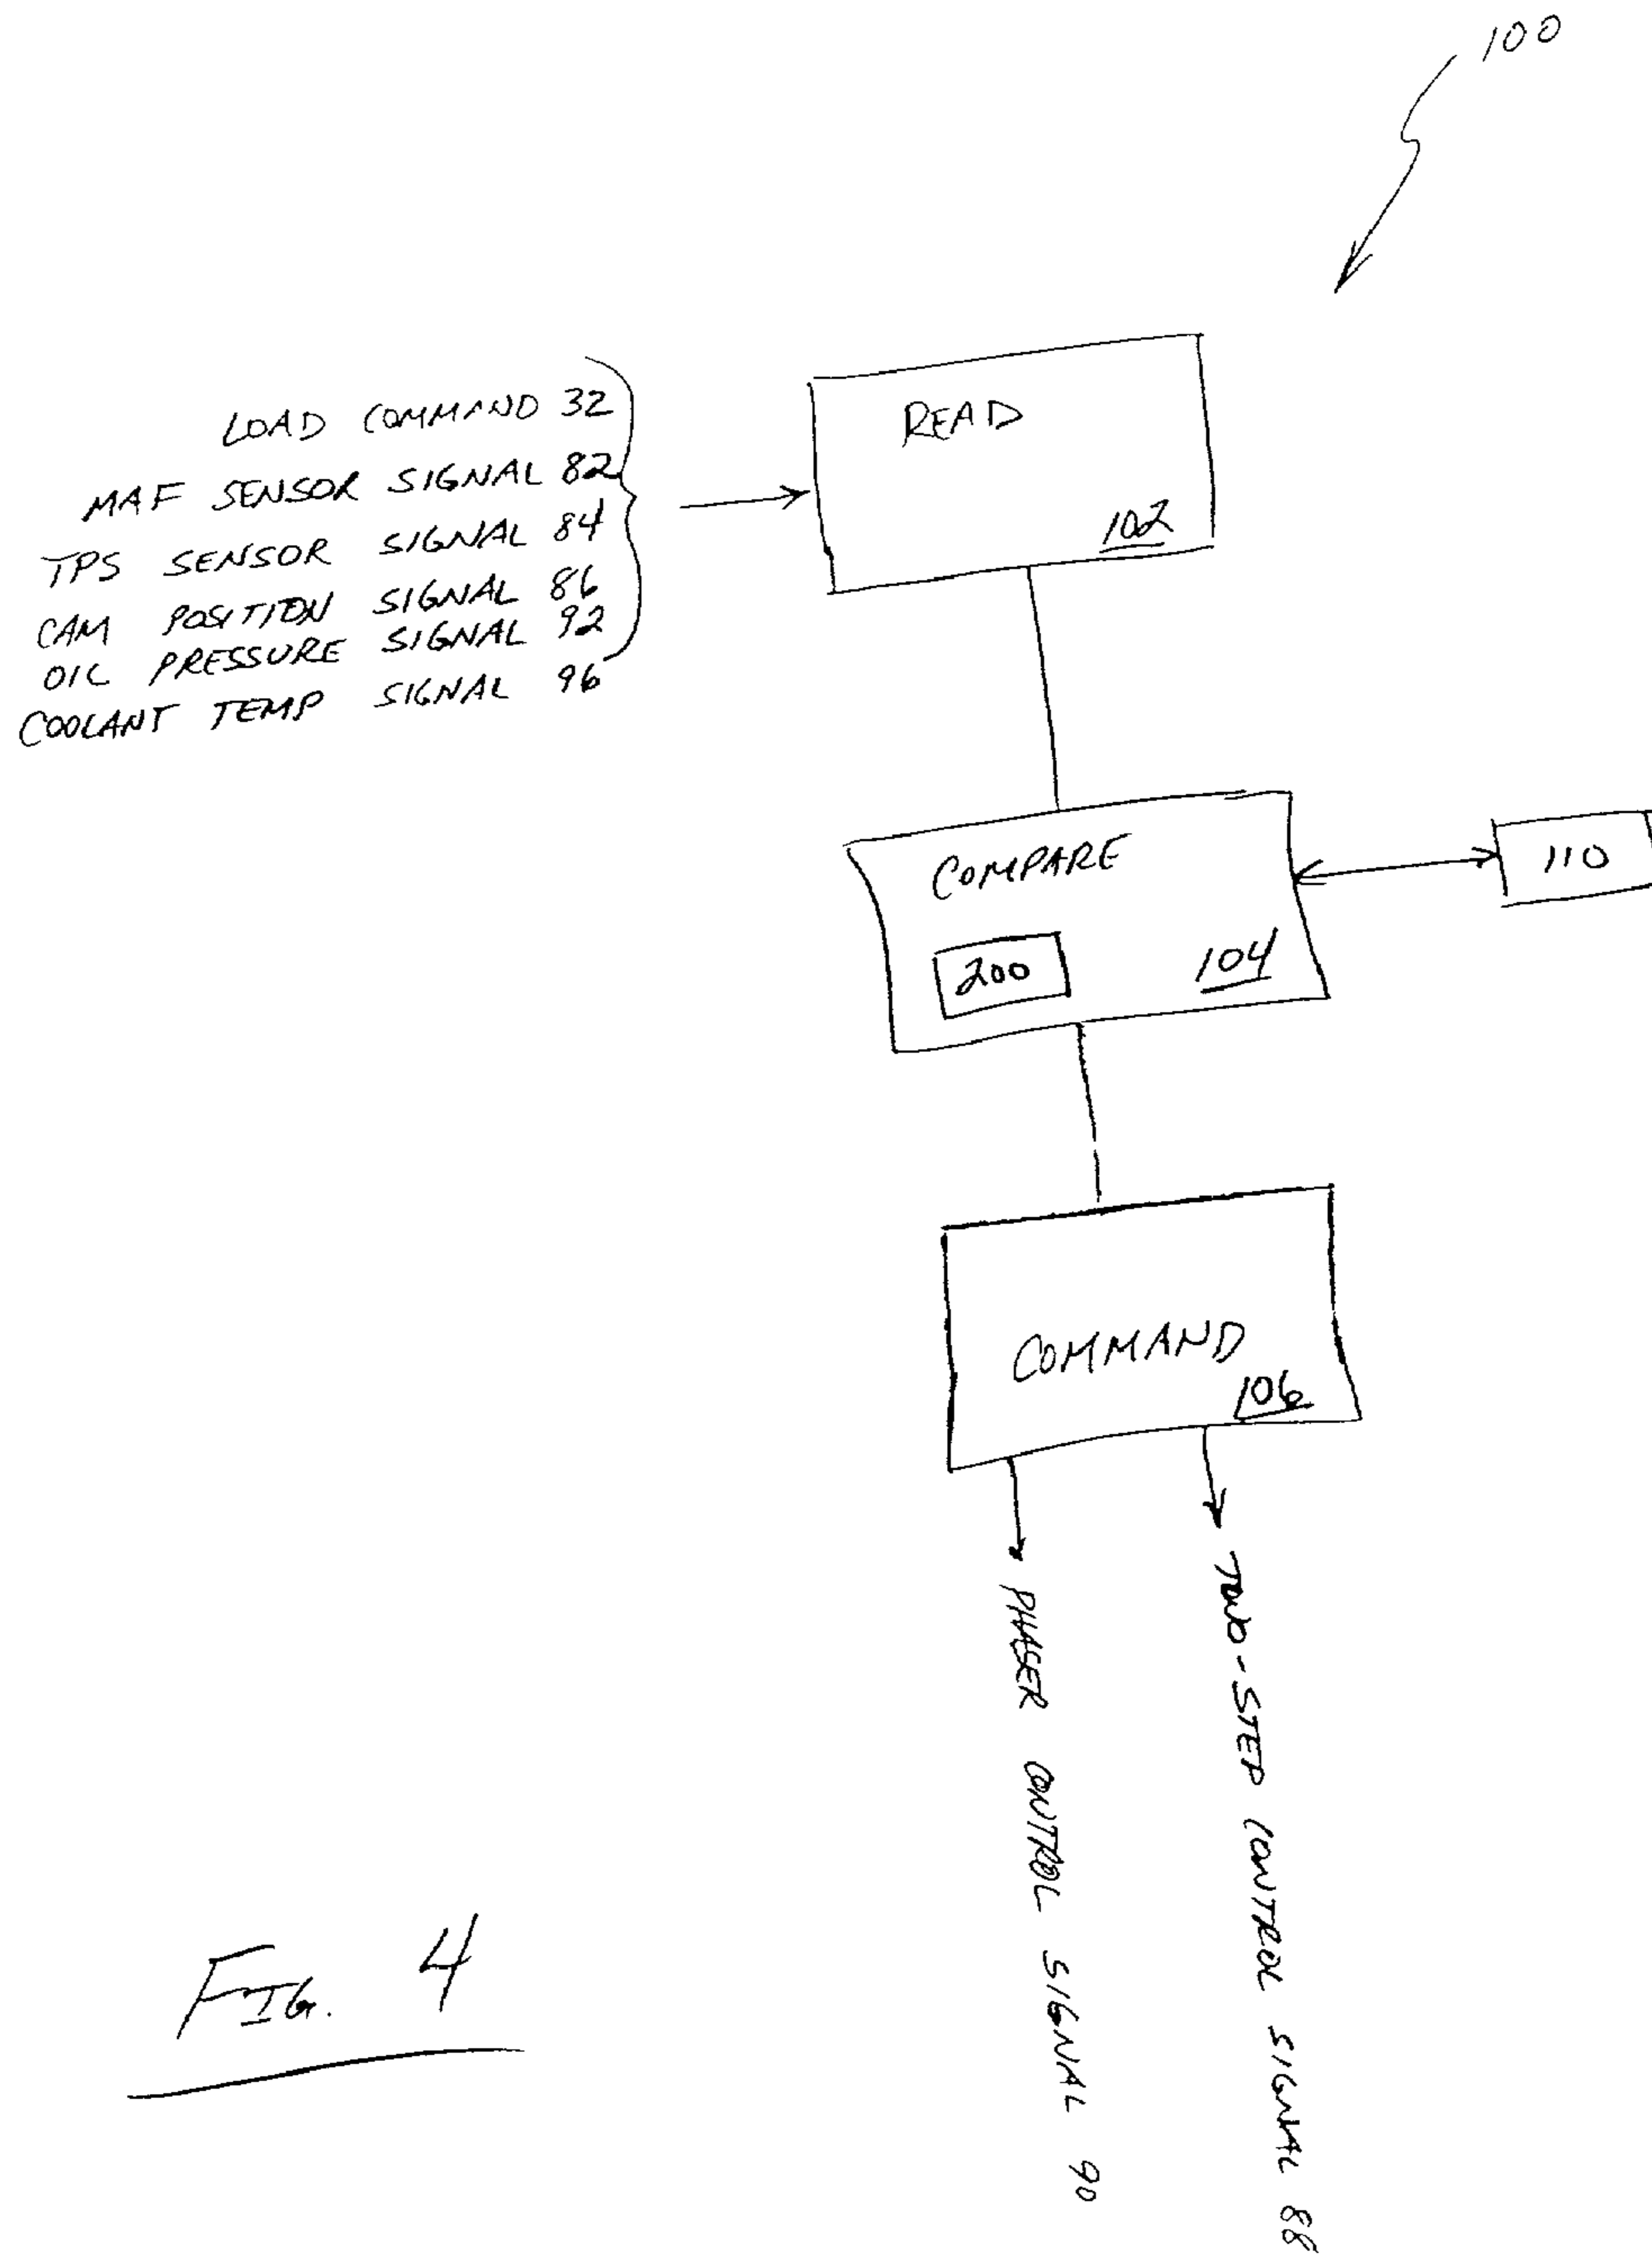 100
LOAD COMMAND 32
MAF SENSOR SIGNAL 82
TPS SENSOR SIGNAL 84
CAM POSITION SIGNAL 86
OIL PRESSURE SIGNAL 92
COOLANT TEMP SIGNAL 96
READ
102
COMPARE
110
200
104
COMMAND
106
PHASER CONTROL SIGNAL 90
TWO-STEP CONTROL SIGNAL 88
FIG. 4